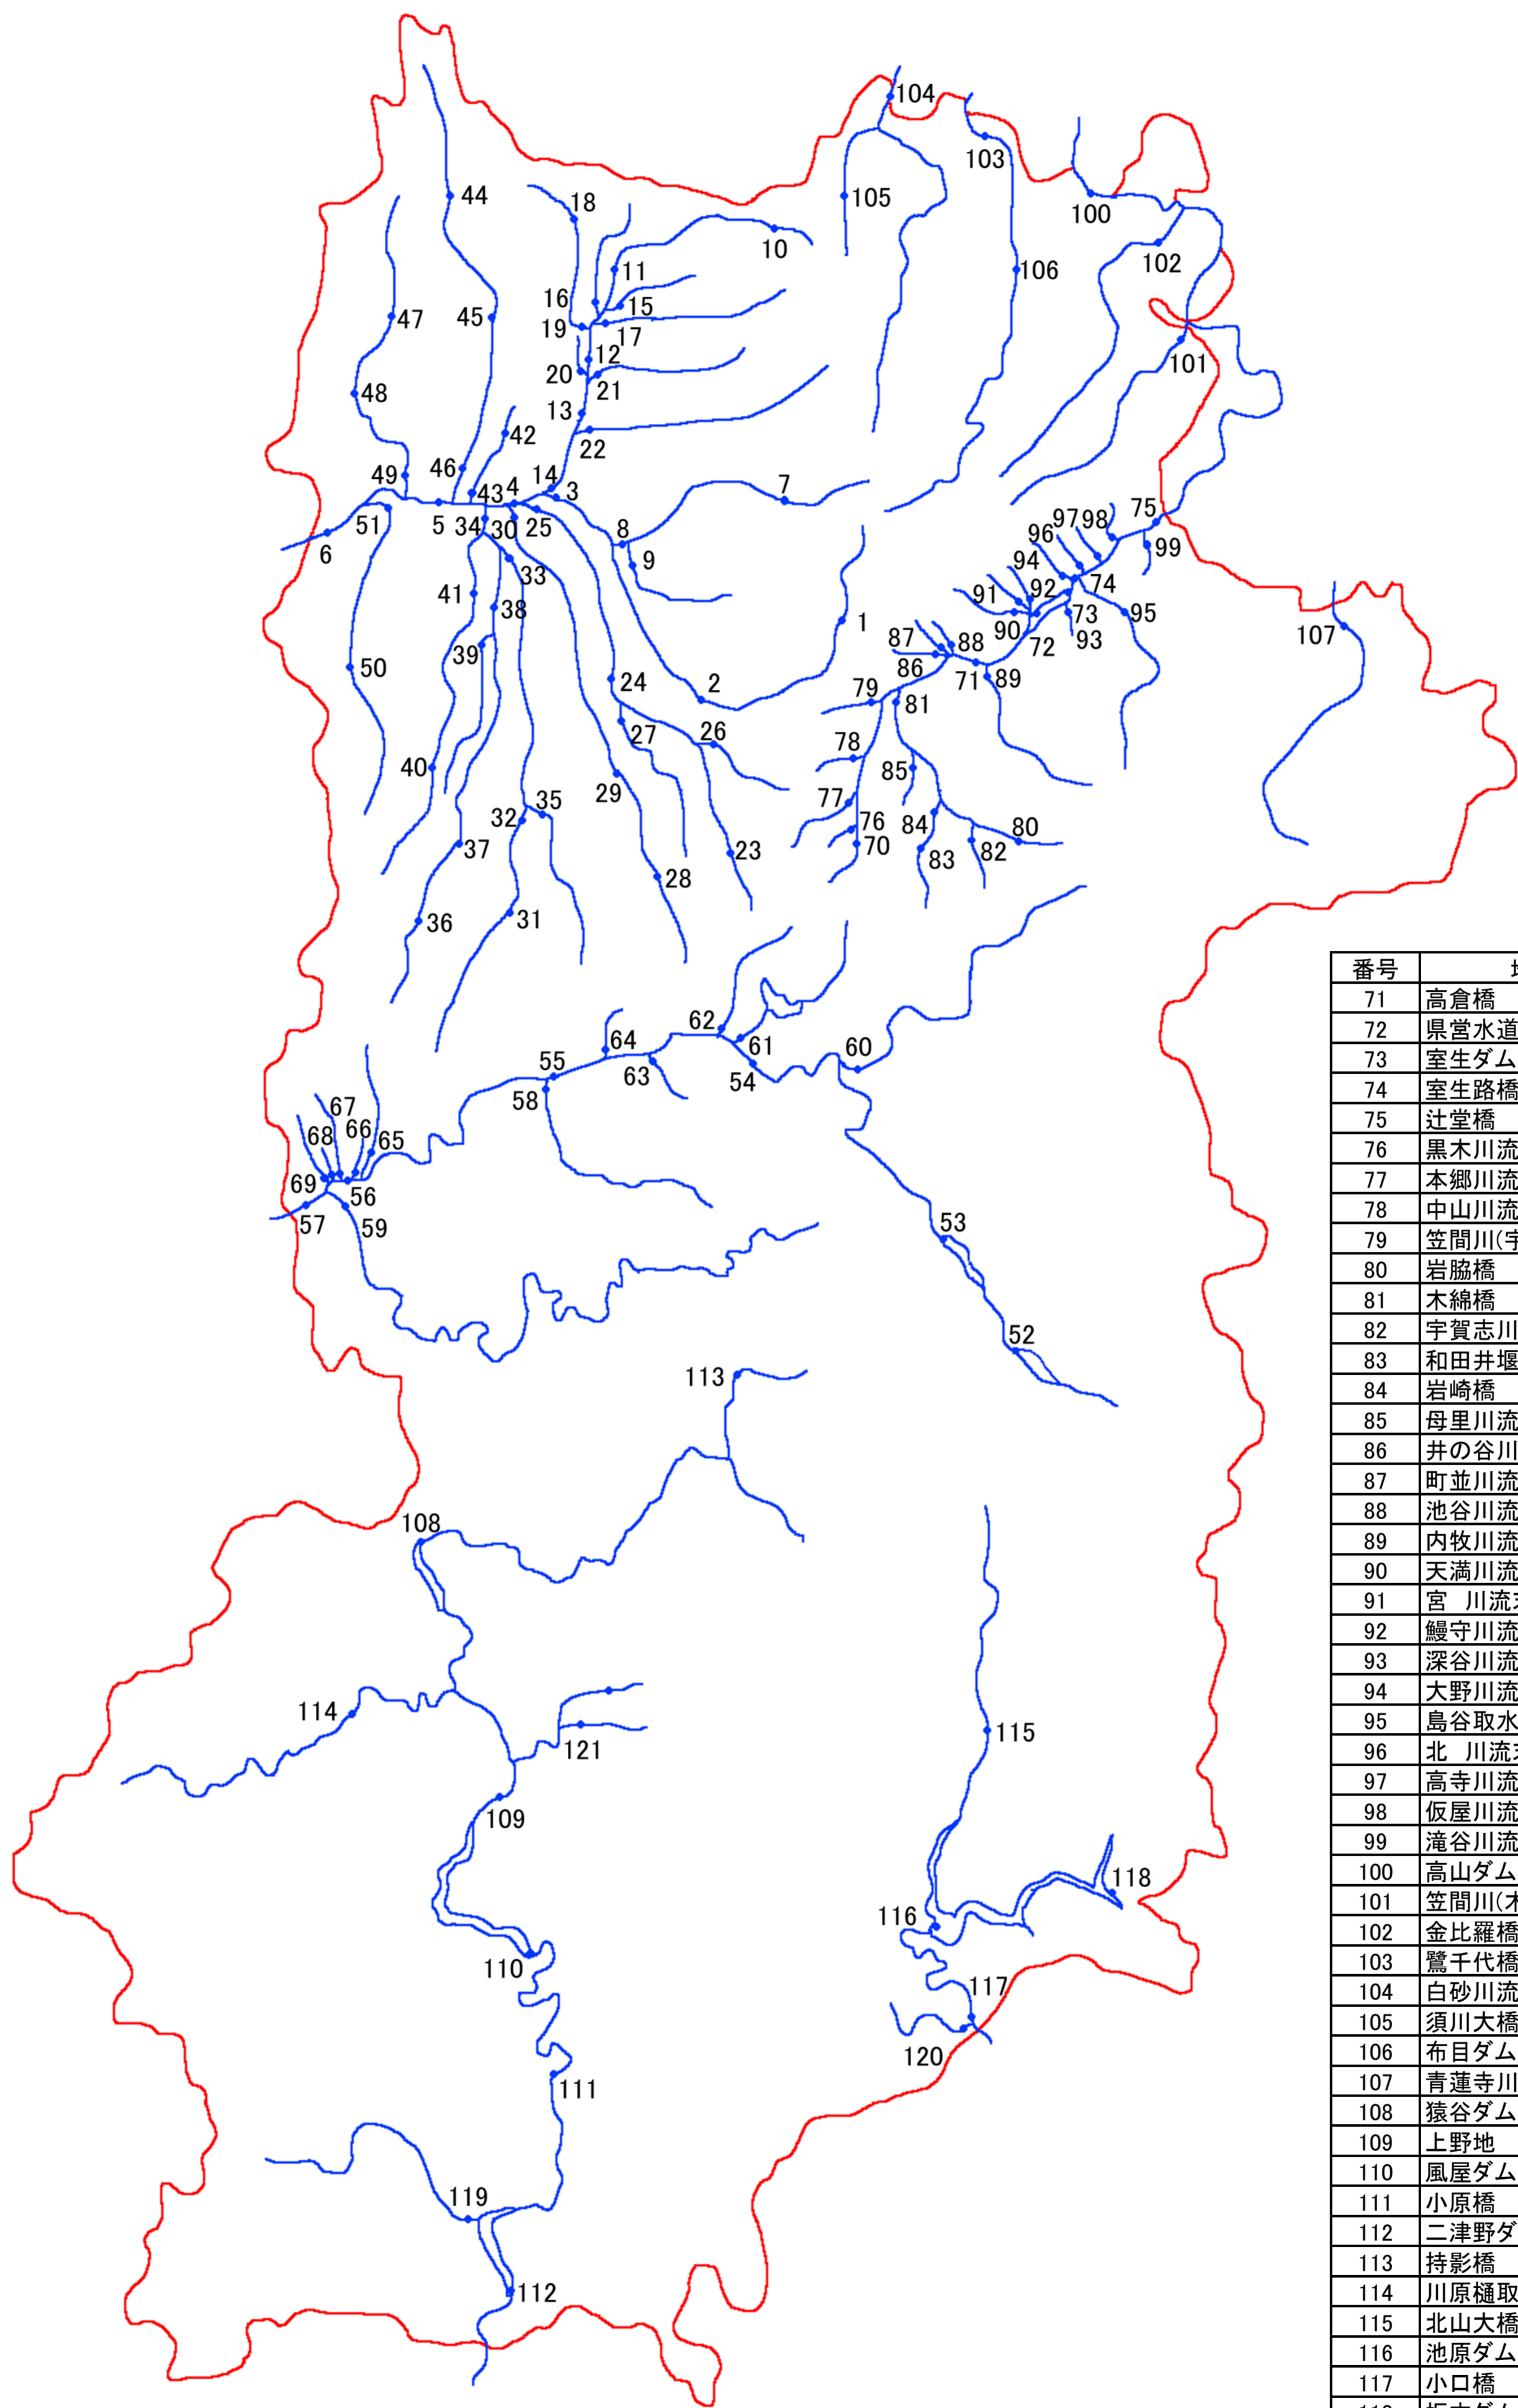 104
103
44
18
105
100
10
102
11
106
16
15
47
45
19
17
12
101
20
21
48
13
42
22
49
46
14
7
43
4
3
75
97
98
51
5
34
30
25
8
96
99
6
9
94
33
74
92
91
41
38
73
95
1
90
107
87
88
93
72
39
50
86
24
71
89
2
79
81
27
26
78
40
85
29
77
35
32
76
84
80
70
37
83
82
23
28
36
31
62
64
61
60
55
63
54
58
67
66
65
68
69
56
57
59
53
52
113
108
114
115
121
109
118
116
110
117
120
111
119
112
番号
71 高倉橋
72 県営水道
73 室生ダム
74 室生路橋
75 辻堂橋
76 黒木川流
77 本郷川流
78 中山川流
79 笠間川(宇
80 岩脇橋
81 木綿橋
82 宇賀志川
83 和田井堰
84 岩崎橋
85 母里川流
86 井の谷川
87 町並川流
88 池谷川流
89 内牧川流
90 天満川流
91 宮 川流末
92 鰻守川流
93 深谷川流
94 大野川流
95 島谷取水
96 北 川流末
97 高寺川流
98 仮屋川流
99 滝谷川流
100 高山ダム
101 笠間川(木
102 金比羅橋
103 鷺千代橋
104 白砂川流
105 須川大橋
106 布目ダム
107 青蓮寺川
108 猿谷ダム
109 上野地
110 風屋ダム
111 小原橋
112 二津野ダ
113 持影橋
114 川原樋取
115 北山大橋
116 池原ダム
117 小口橋